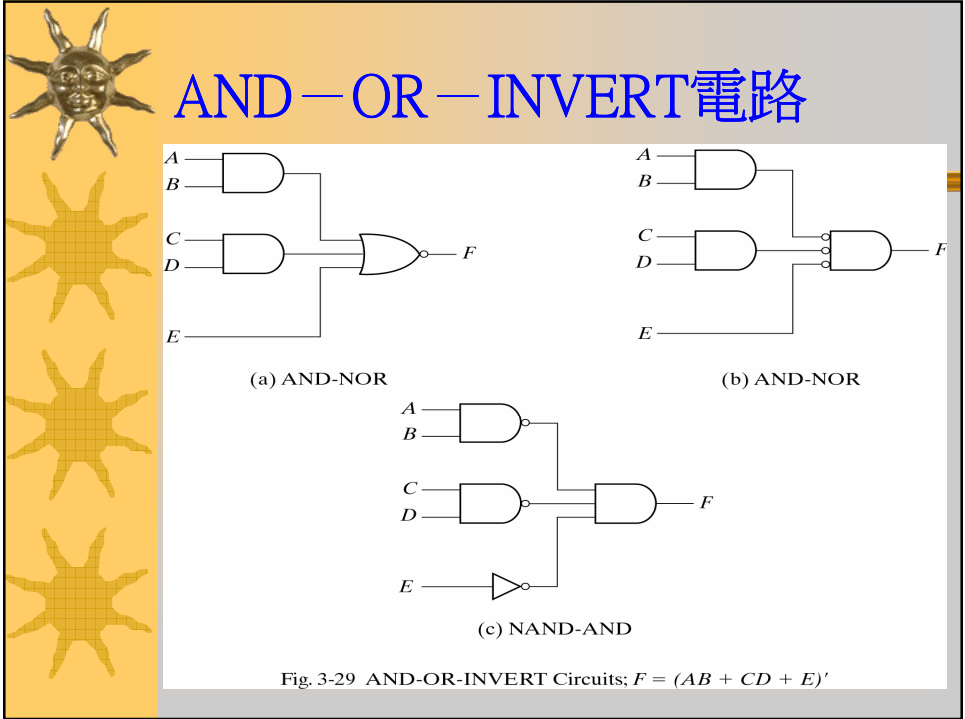 AND－OR－INVERT電路
A
B
C
D
E
F
(a) AND-NOR
A
B
C
D
E
F
(b) AND-NOR
A
B
C
D
E
F
(c) NAND-AND
Fig. 3-29 AND-OR-INVERT Circuits; F = (AB + CD + E)′